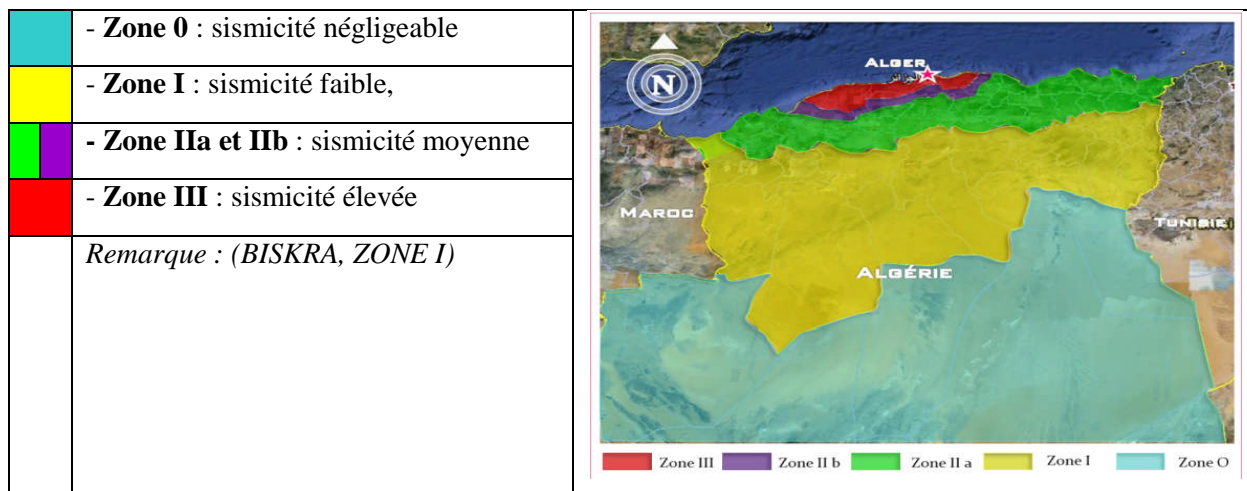 - Zone 0 : sismicité négligeable
- Zone I : sismicité faible,
- Zone IIa et IIb : sismicité moyenne
- Zone III : sismicité élevée
Remarque : (BISKRA, ZONE I)
N
ALGER
MAROC
TUNISIE
ALGÉRIE
Zone III
Zone II b
Zone II a
Zone I
Zone O